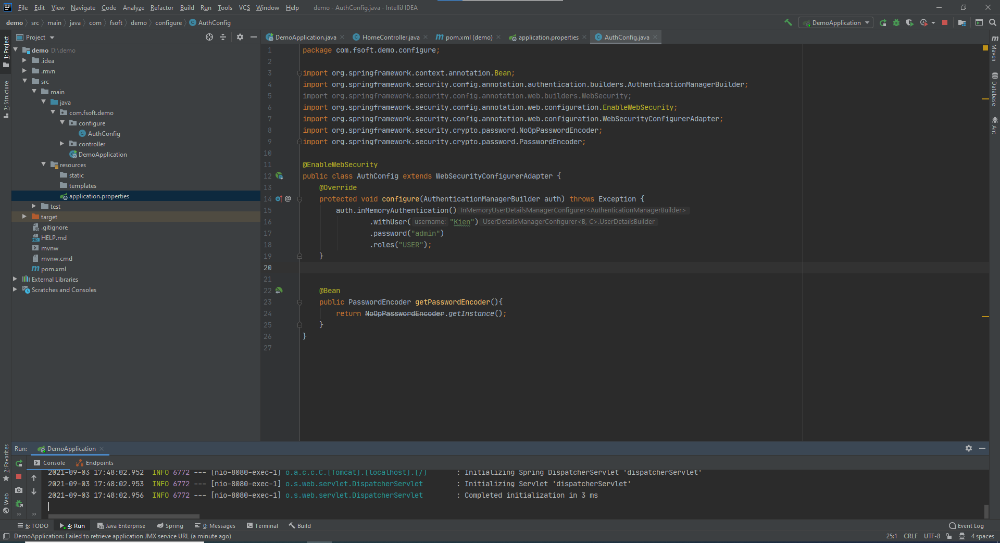 File Edit View Navigate Code Analyze Refactor Build Run Tools VCS Window Help demo - AuthConfig.java - IntelliJ IDEA
demo src main java com fsoft demo configure AuthConfig
DemoApplication
Project
DemoApplication.java HomeController.java pom.xml (demo) application.properties AuthConfig.java
1: Project
7: Structure
2: Favorites
Web
demo D:\demo
.idea
.mvn
src
main
java
com.fsoft.demo
configure
AuthConfig
controller
DemoApplication
resources
static
templates
application.properties
test
target
.gitignore
HELP.md
mvnw
mvnw.cmd
pom.xml
External Libraries
Scratches and Consoles
1 package com.fsoft.demo.configure;
2
3 import org.springframework.context.annotation.Bean;
4 import org.springframework.security.config.annotation.authentication.builders.AuthenticationManagerBuilder;
5 import org.springframework.security.config.annotation.web.builders.WebSecurity;
6 import org.springframework.security.config.annotation.web.configuration.EnableWebSecurity;
7 import org.springframework.security.config.annotation.web.configuration.WebSecurityConfigurerAdapter;
8 import org.springframework.security.crypto.password.NoOpPasswordEncoder;
9 import org.springframework.security.crypto.password.PasswordEncoder;
10
11 @EnableWebSecurity
12 public class AuthConfig extends WebSecurityConfigurerAdapter {
13 @Override
14 @ protected void configure(AuthenticationManagerBuilder auth) throws Exception {
15 auth.inMemoryAuthentication() InMemoryUserDetailsManagerConfigurer<AuthenticationManagerBuilder>
16 .withUser( username: "Kien") UserDetailsManagerConfigurer<B, C>.UserDetailsBuilder
17 .password("admin")
18 .roles("USER");
19 }
20
21
22 @Bean
23 public PasswordEncoder getPasswordEncoder(){
24 return NoOpPasswordEncoder.getInstance();
25 }
26 }
27
Maven
Database
Ant
Run: DemoApplication
Console Endpoints
2021-09-03 17:48:02.952 INFO 6772 --- [nio-8080-exec-1] o.a.c.c.C.[Tomcat].[localhost].[/] : Initializing Spring DispatcherServlet 'dispatcherServlet'
2021-09-03 17:48:02.953 INFO 6772 --- [nio-8080-exec-1] o.s.web.servlet.DispatcherServlet : Initializing Servlet 'dispatcherServlet'
2021-09-03 17:48:02.956 INFO 6772 --- [nio-8080-exec-1] o.s.web.servlet.DispatcherServlet : Completed initialization in 3 ms
6: TODO 4: Run Java Enterprise Spring 0: Messages Terminal Build Event Log
DemoApplication: Failed to retrieve application JMX service URL (a minute ago) 25:1 CRLF UTF-8 4 spaces